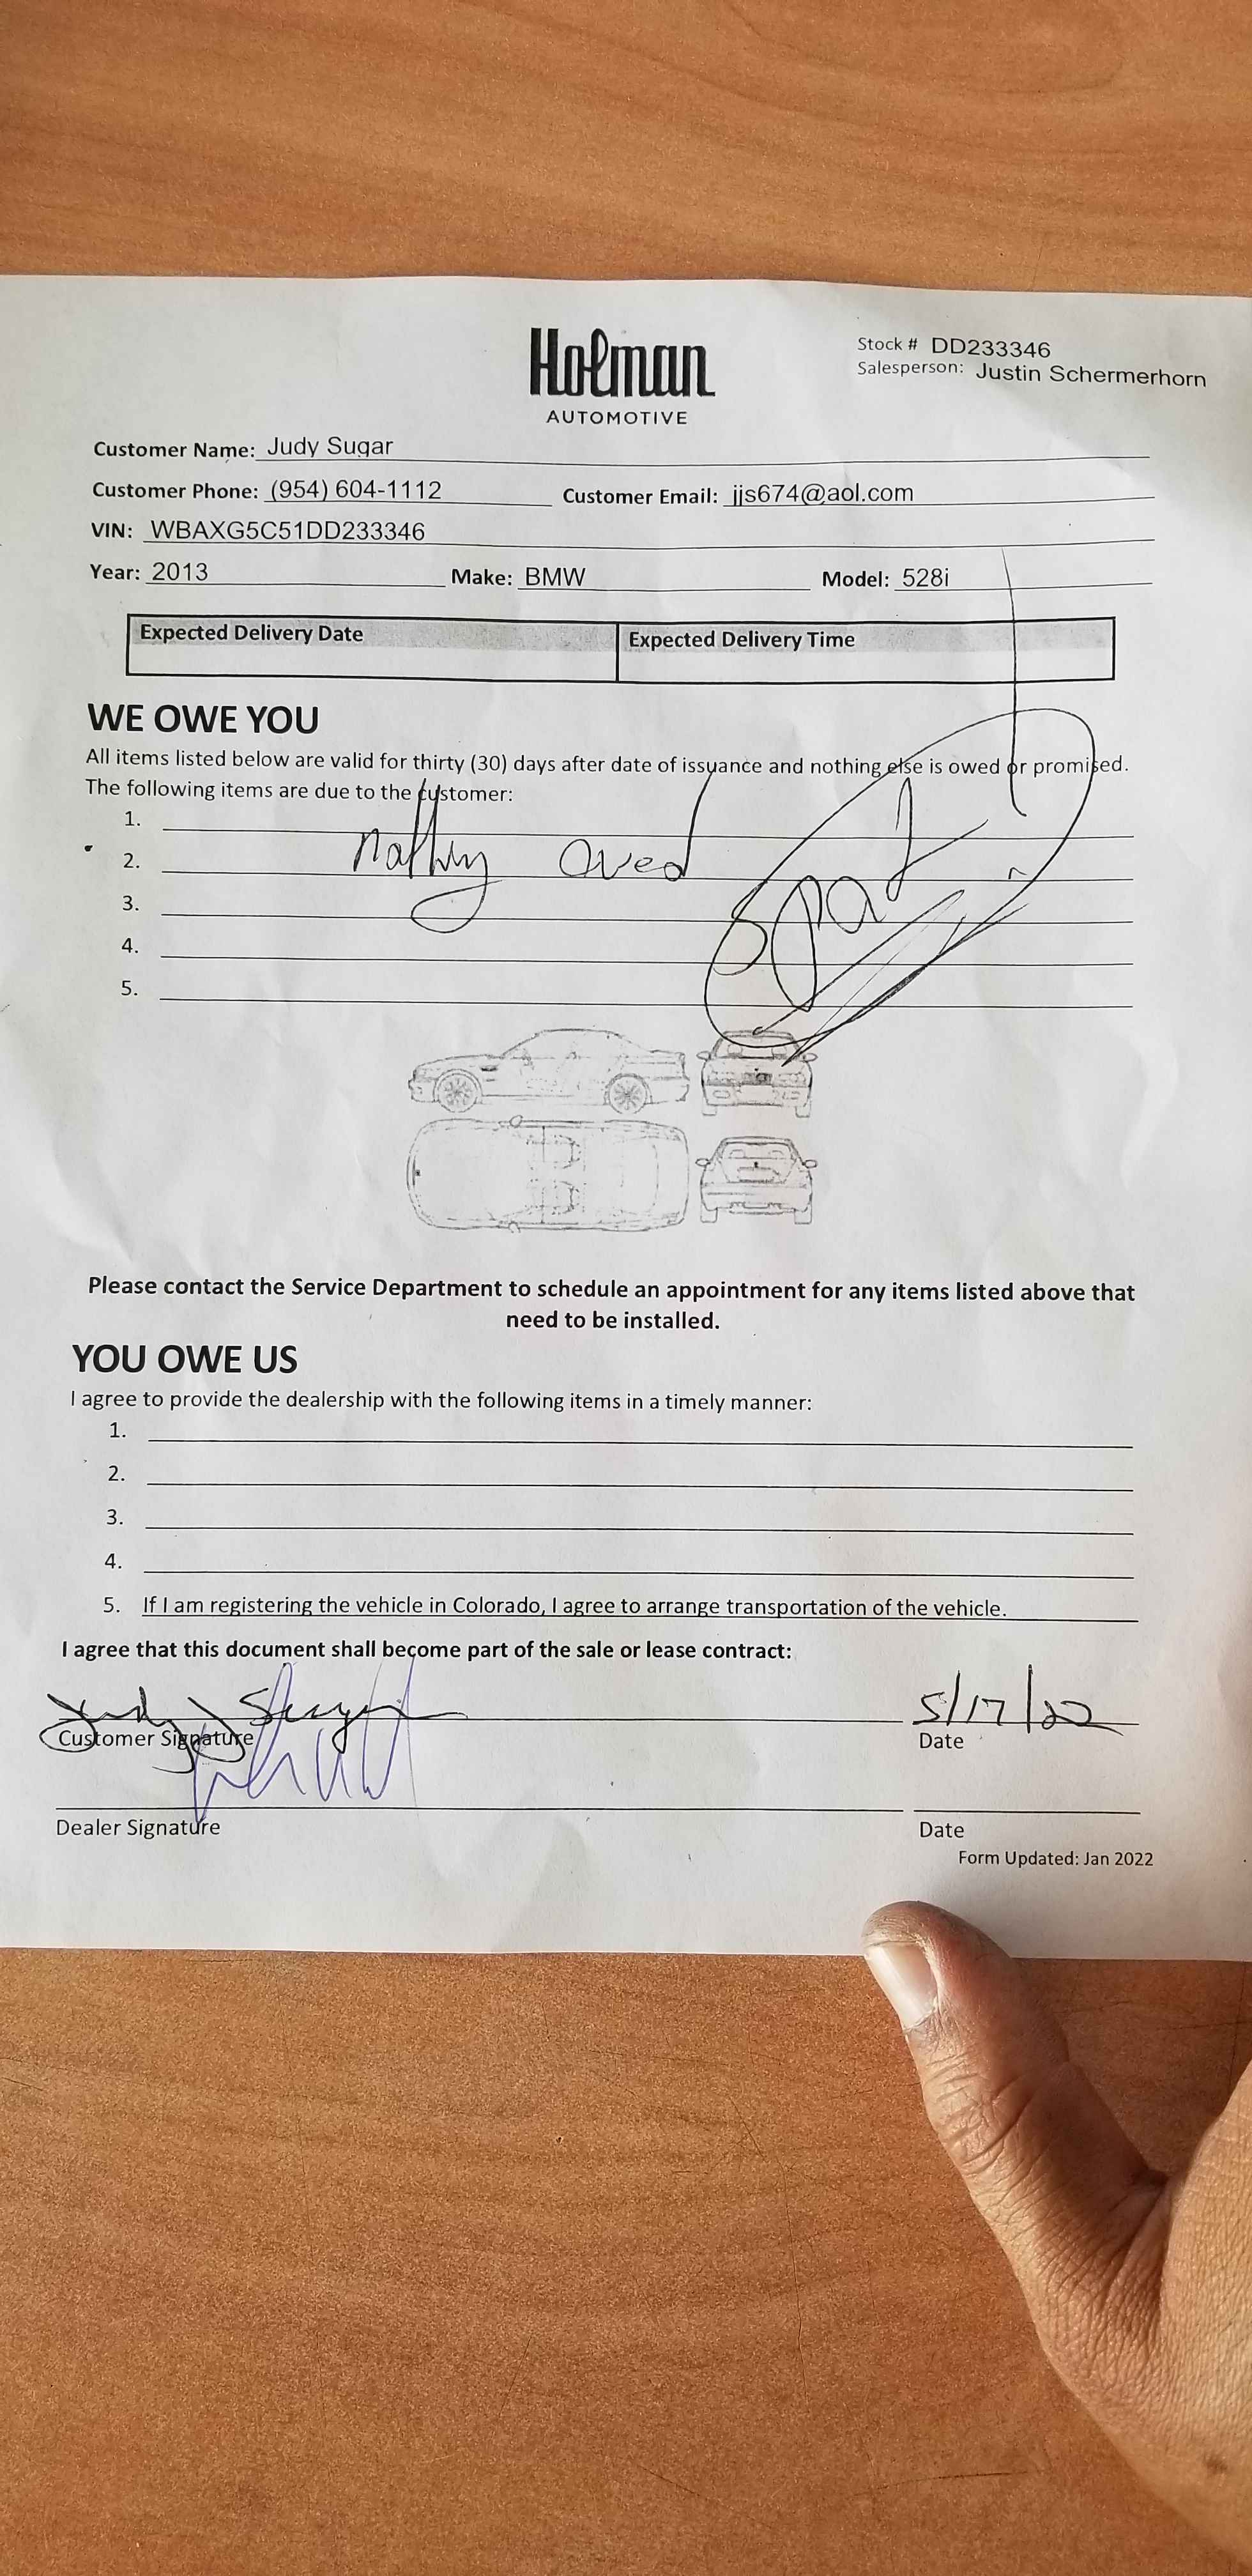 Holman
AUTOMOTIVE
Stock # DD233346
Salesperson: Justin Schermerhorn
Customer Name: Judy Sugar
Customer Phone: (954) 604-1112 Customer Email: jjs674@aol.com
VIN: WBAXG5C51DD233346
Year: 2013 Make: BMW Model: 528i
Expected Delivery Date Expected Delivery Time
WE OWE YOU
All items listed below are valid for thirty (30) days after date of issuance and nothing else is owed or promised.
The following items are due to the customer:
1.
2. nothing owed
3.
4.
5.
Please contact the Service Department to schedule an appointment for any items listed above that
need to be installed.
YOU OWE US
I agree to provide the dealership with the following items in a timely manner:
1.
2.
3.
4.
5. If I am registering the vehicle in Colorado, I agree to arrange transportation of the vehicle.
I agree that this document shall become part of the sale or lease contract:
Judy Sugar 5/17/22
Customer Signature Date
Dealer Signature Date
Form Updated: Jan 2022